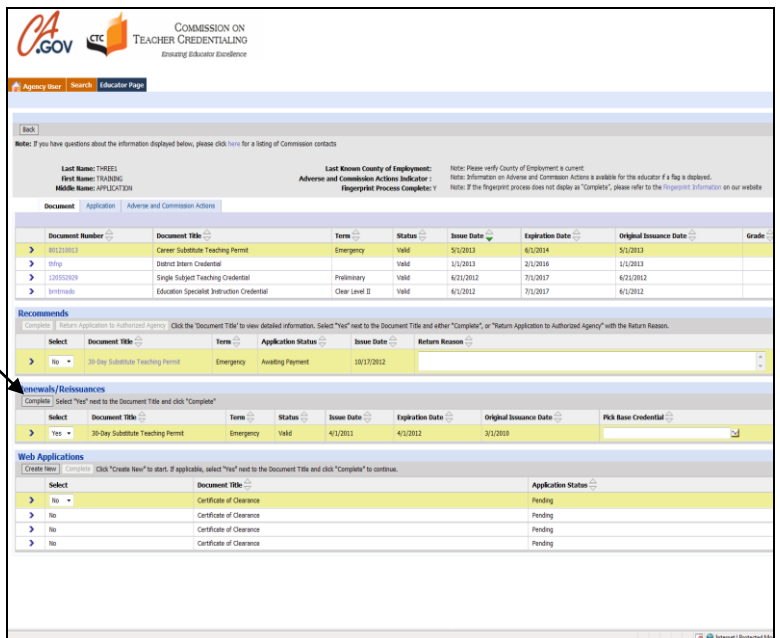 CA
.GOV
CTC
COMMISSION ON
TEACHER CREDENTIALING
Ensuring Educator Excellence
Agency User Search Educator Page
Back
Note: If you have questions about the information displayed below, please click here for a listing of Commission contacts
Last Name: THREE1 Last Known County of Employment: Note: Please verify County of Employment is current
First Name: TRAINING Adverse and Commission Actions Indicator : Note: Information on Adverse and Commission Actions is available for this educator if a flag is displayed.
Middle Name: APPLICATION Fingerprint Process Complete: Y Note: If the fingerprint process does not display as "Complete", please refer to the Fingerprint Information on our website
Document Application Adverse and Commission Actions
Document Number Document Title Term Status Issue Date Expiration Date Original Issuance Date Grade
801210013 Career Substitute Teaching Permit Emergency Valid 5/1/2013 6/1/2014 5/1/2013
District Intern Credential Valid 1/1/2013 2/1/2016 1/1/2013
120552929 Single Subject Teaching Credential Preliminary Valid 6/21/2012 7/1/2017 6/21/2012
Education Specialist Instruction Credential Clear Level II Valid 6/1/2012 7/1/2017 6/1/2012
Recommends
Complete Return Application to Authorized Agency Click the 'Document Title' to view detailed information. Select "Yes" next to the Document Title and either "Complete", or "Return Application to Authorized Agency" with the Return Reason.
Select Document Title Term Application Status Issue Date Return Reason
No 30-Day Substitute Teaching Permit Emergency Awaiting Payment 10/17/2012
Renewals/Reissuances
Complete Select "Yes" next to the Document Title and click "Complete"
Select Document Title Term Status Issue Date Expiration Date Original Issuance Date Pick Base Credential
Yes 30-Day Substitute Teaching Permit Emergency Valid 4/1/2011 4/1/2012 3/1/2010
Web Applications
Create New Complete Click "Create New" to start. If applicable, select "Yes" next to the Document Title and click "Complete" to continue.
Select Document Title Application Status
No Certificate of Clearance Pending
No Certificate of Clearance Pending
No Certificate of Clearance Pending
No Certificate of Clearance Pending
Internet | Protected